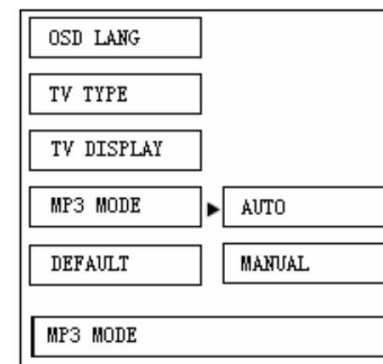 OSD LANG
TV TYPE
TV DISPLAY
MP3 MODE ▶ AUTO
DEFAULT MANUAL
MP3 MODE